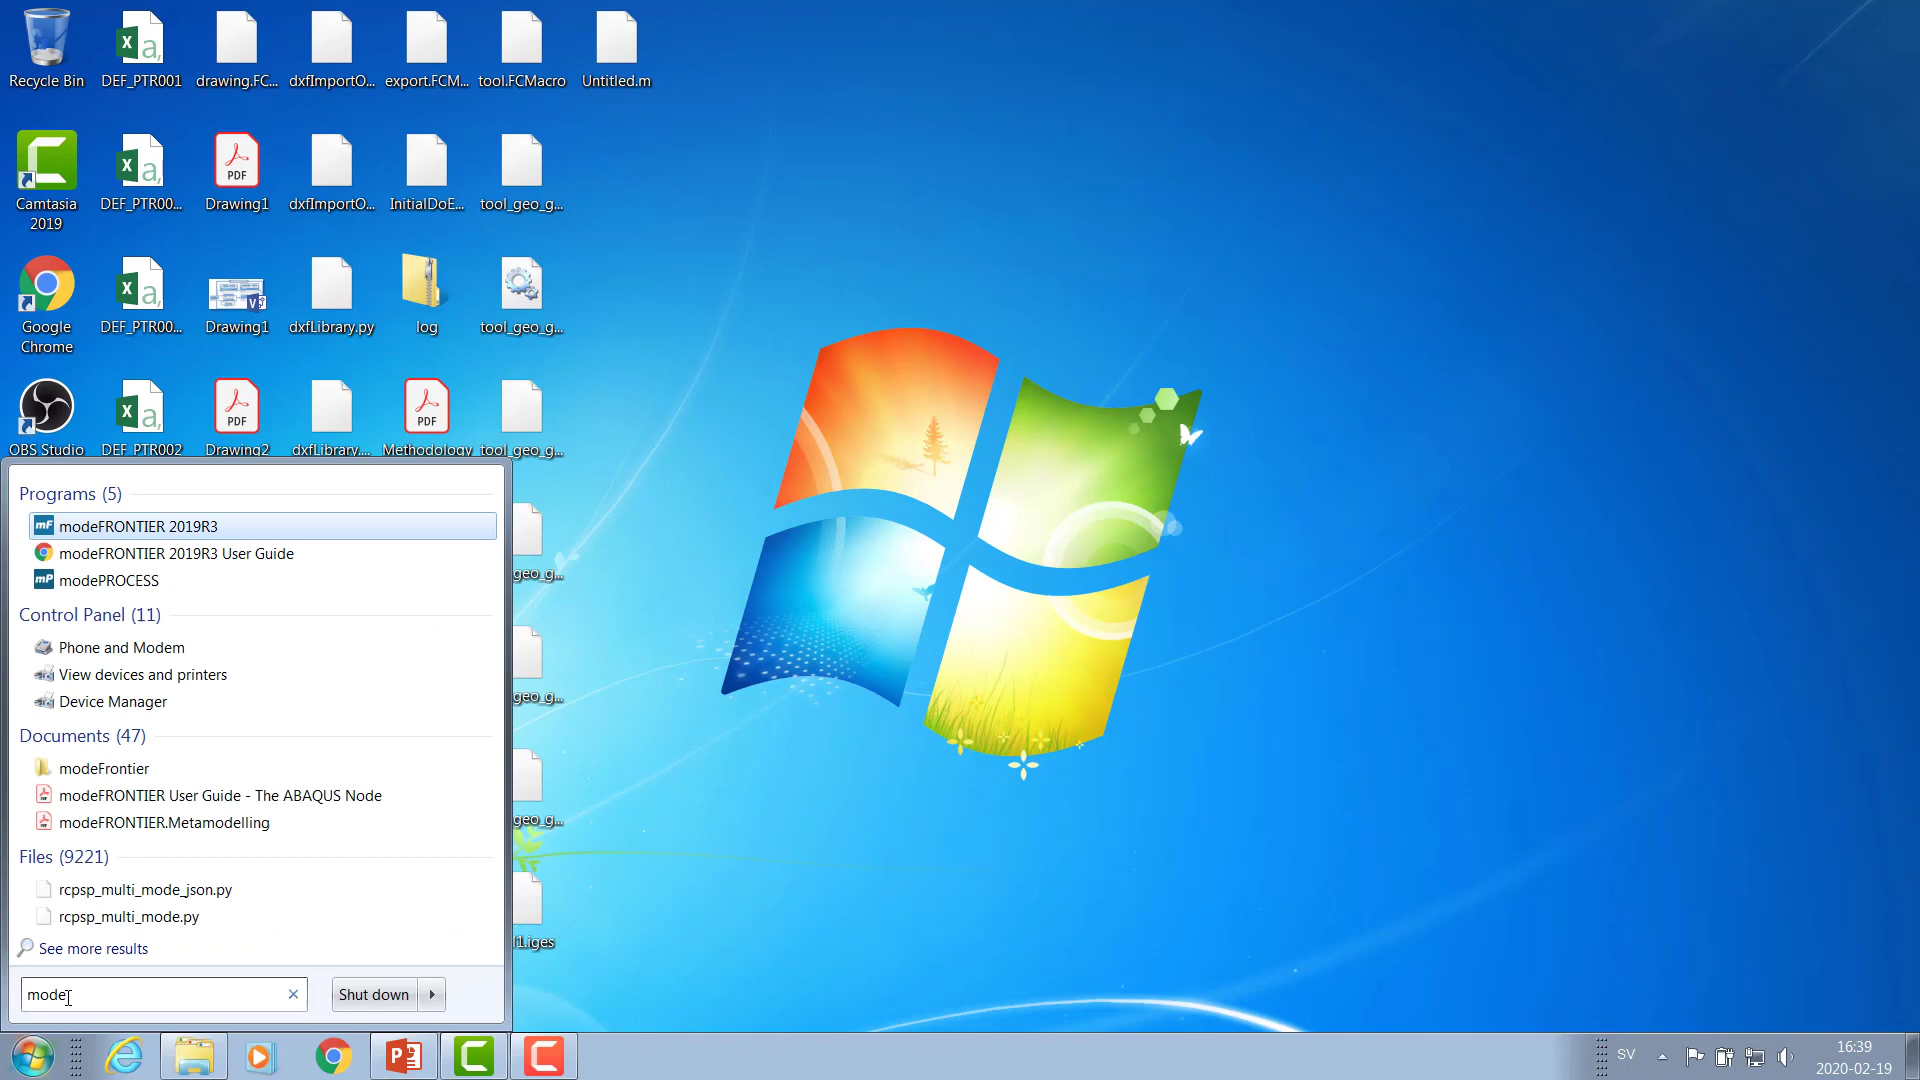 Recycle Bin
DEF_PTR001
drawing.FC...
dxfImportO...
export.FCM...
tool.FCMacro
Untitled.m
Camtasia
2019
DEF_PTR00...
Drawing1
dxfImportO...
InitialDoE...
tool_geo_g...
Google
Chrome
DEF_PTR00...
Drawing1
dxfLibrary.py
log
tool_geo_g...
OBS Studio
DEF_PTR002
Drawing2
dxfLibrary....
Methodology
tool_geo_g...
Programs (5)
modeFRONTIER 2019R3
modeFRONTIER 2019R3 User Guide
modePROCESS
Control Panel (11)
Phone and Modem
View devices and printers
Device Manager
Documents (47)
modeFrontier
modeFRONTIER User Guide - The ABAQUS Node
modeFRONTIER.Metamodelling
Files (9221)
rcpsp_multi_mode_json.py
rcpsp_multi_mode.py
See more results
geo_g...
geo_g...
geo_g...
l1.iges
mode
Shut down
SV
16:39
2020-02-19